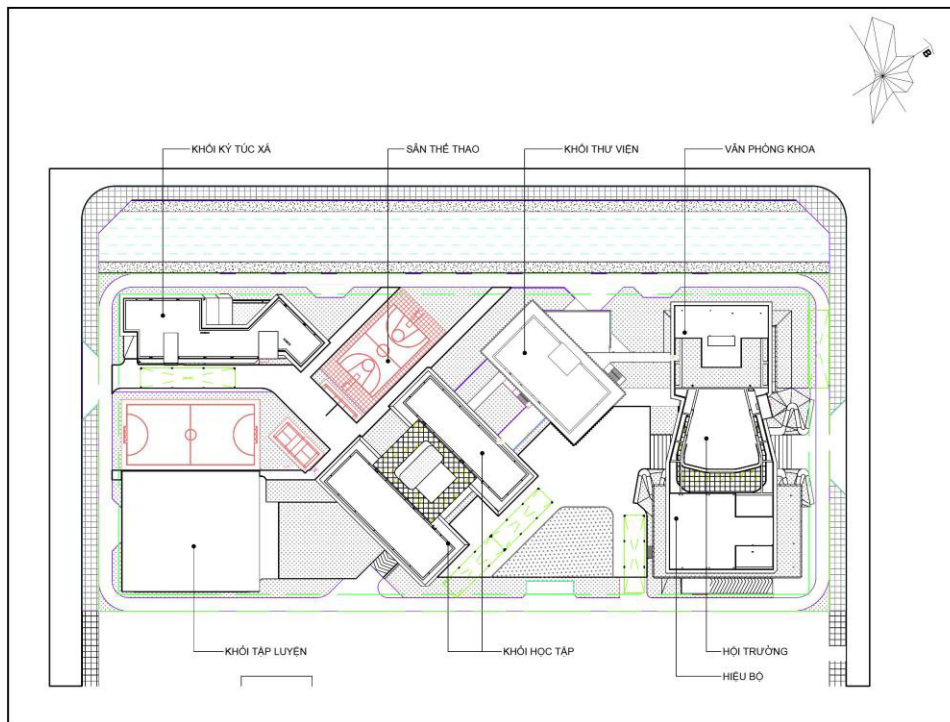 B
KHỐI KÝ TÚC XÁ
SÂN THỂ THAO
KHỐI THƯ VIỆN
VĂN PHÒNG KHOA
KHỐI TẬP LUYỆN
KHỐI HỌC TẬP
HỘI TRƯỜNG
HIỆU BỘ